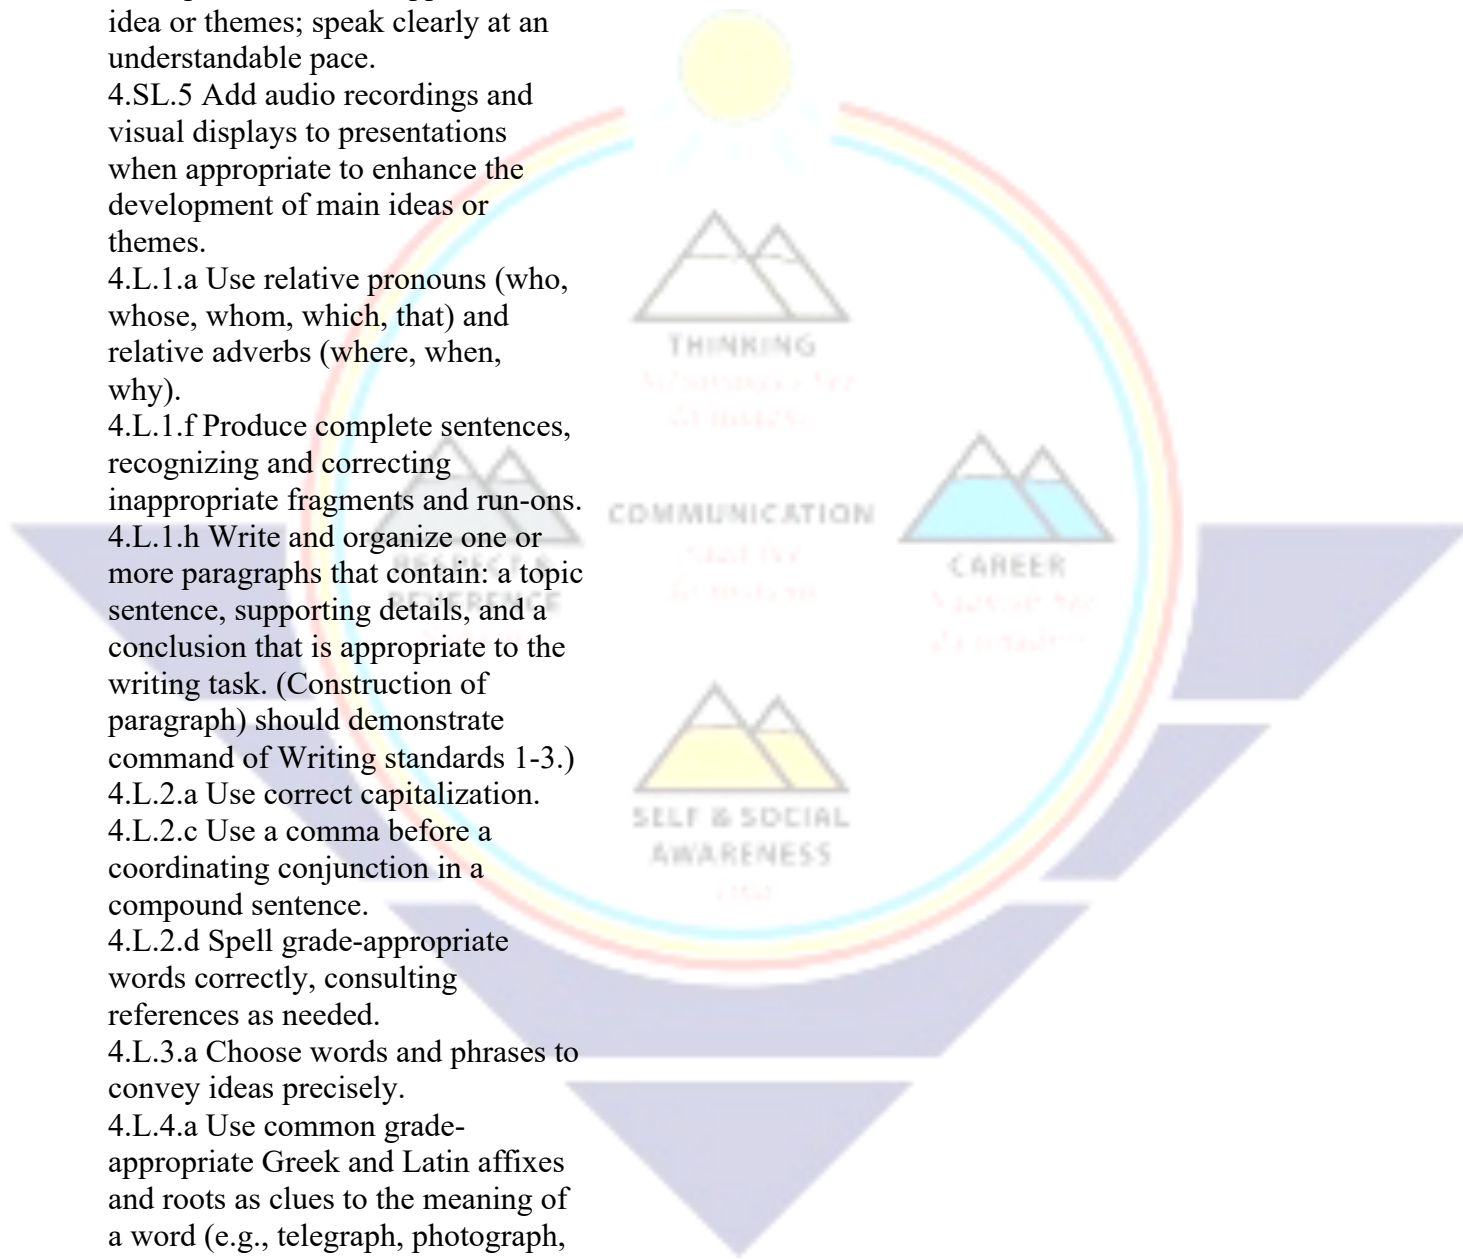 idea or themes; speak clearly at an
understandable pace.
4.SL.5 Add audio recordings and
visual displays to presentations
when appropriate to enhance the
development of main ideas or
themes.
4.L.1.a Use relative pronouns (who,
whose, whom, which, that) and
relative adverbs (where, when,
why).
4.L.1.f Produce complete sentences,
recognizing and correcting
inappropriate fragments and run-ons.
4.L.1.h Write and organize one or
more paragraphs that contain: a topic
sentence, supporting details, and a
conclusion that is appropriate to the
writing task. (Construction of
paragraph) should demonstrate
command of Writing standards 1-3.)
4.L.2.a Use correct capitalization.
4.L.2.c Use a comma before a
coordinating conjunction in a
compound sentence.
4.L.2.d Spell grade-appropriate
words correctly, consulting
references as needed.
4.L.3.a Choose words and phrases to
convey ideas precisely.
4.L.4.a Use common grade-
appropriate Greek and Latin affixes
and roots as clues to the meaning of
a word (e.g., telegraph, photograph,
THINKING
RESPECT &
REVERENCE
COMMUNICATION
CAREER
SELF & SOCIAL
AWARENESS